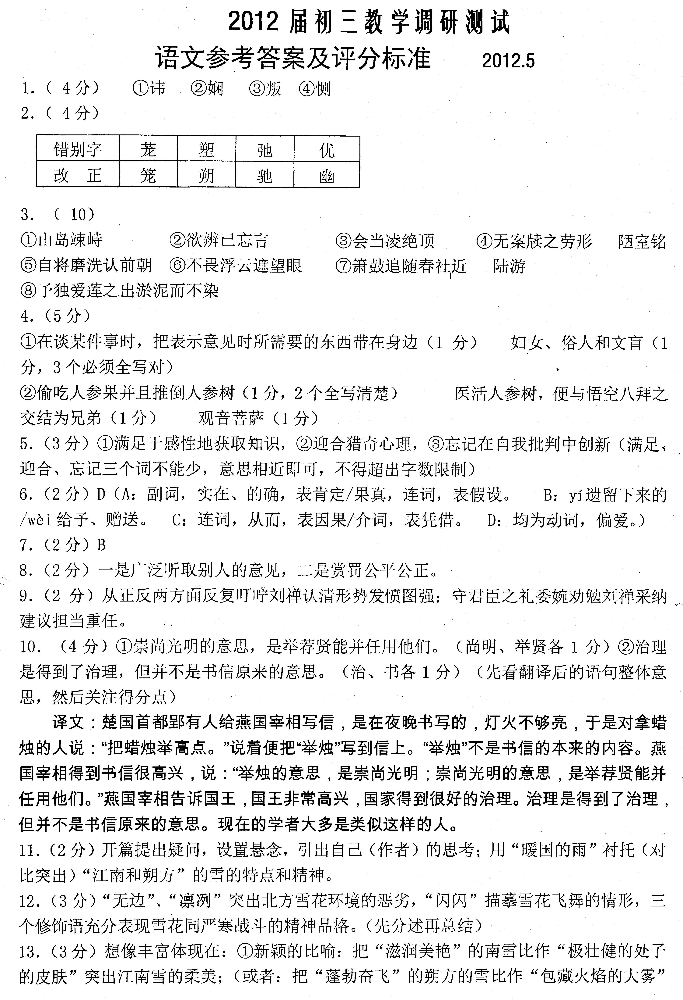 2012 届初三教学调研测试
语文参考答案及评分标准 2012.5
1.（ 4 分） ①讳 ②娴 ③叛 ④恻
2.（ 4 分）
错别字 茏 塑 弛 优
改 正 笼 朔 驰 幽
3. （ 10）
①山岛竦峙 ②欲辨已忘言 ③会当凌绝顶 ④无案牍之劳形 陋室铭
⑤自将磨洗认前朝 ⑥不畏浮云遮望眼 ⑦箫鼓追随春社近 陆游
⑧予独爱莲之出淤泥而不染
4.（5 分）
①在谈某件事时，把表示意见时所需要的东西带在身边（1 分） 妇女、俗人和文盲（1
分，3 个必须全写对）
②偷吃人参果并且推倒人参树（1 分，2 个全写清楚） 医活人参树，便与悟空八拜之
交结为兄弟（1 分） 观音菩萨（1 分）
5.（3 分）①满足于感性地获取知识，②迎合猎奇心理，③忘记在自我批判中创新（满足、
迎合、忘记三个词不能少，意思相近即可，不得超出字数限制）
6.（2 分）D（A：副词，实在、的确，表肯定/果真，连词，表假设。 B：yí遗留下来的
/wèi 给予、赠送。 C：连词，从而，表因果/介词，表凭借。 D：均为动词，偏爱。）
7.（2 分）B
8.（2 分）一是广泛听取别人的意见，二是赏罚公平公正。
9.（2 分）从正反两方面反复叮咛刘禅认清形势发愤图强；守君臣之礼委婉劝勉刘禅采纳
建议担当重任。
10. （4 分）①崇尚光明的意思，是举荐贤能并任用他们。（尚明、举贤各 1 分）②治理
是得到了治理，但并不是书信原来的意思。（治、书各 1 分）（先看翻译后的语句整体意
思，然后关注得分点）
译文：楚国首都郢有人给燕国宰相写信，是在夜晚书写的，灯火不够亮，于是对拿蜡
烛的人说：“把蜡烛举高点。”说着便把“举烛”写到信上。“举烛”不是书信的本来的内容。燕
国宰相得到书信很高兴，说：“举烛的意思，是崇尚光明；崇尚光明的意思，是举荐贤能并
任用他们。”燕国宰相告诉国王，国王非常高兴，国家得到很好的治理。治理是得到了治理，
但并不是书信原来的意思。现在的学者大多是类似这样的人。
11.（2 分）开篇提出疑问，设置悬念，引出自己（作者）的思考；用“暖国的雨”衬托（对
比突出）“江南和朔方”的雪的特点和精神。
12.（3 分）“无边”、“凛冽”突出北方雪花环境的恶劣，“闪闪”描摹雪花飞舞的情形，三
个修饰语充分表现雪花同严寒战斗的精神品格。（先分述再总结）
13.（3 分）想像丰富体现在：①新颖的比喻：把“滋润美艳”的南雪比作“极壮健的处子
的皮肤”突出江南雪的柔美；（或者：把“蓬勃奋飞”的朔方的雪比作“包藏火焰的大雾”